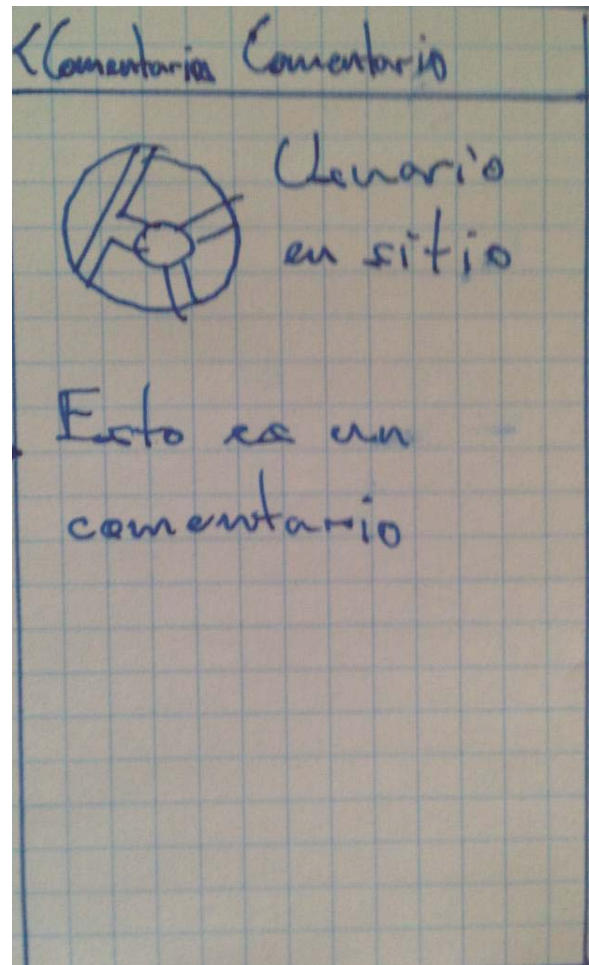 < Comentarios Comentario
Usuario
en sitio
Esto es un
comentario